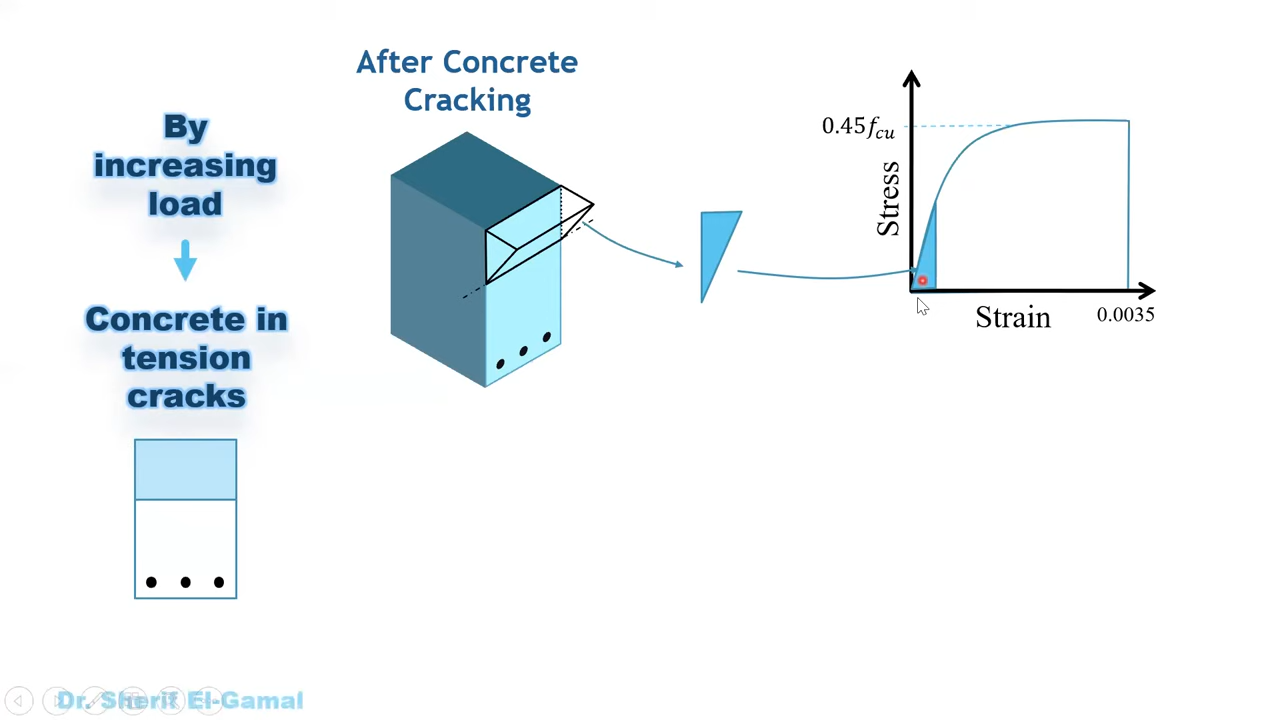 After Concrete
Cracking
By
increasing
load
Concrete in
tension
cracks
0.45f_cu
Stress
Strain
0.0035
Dr. Sherif El-Gamal